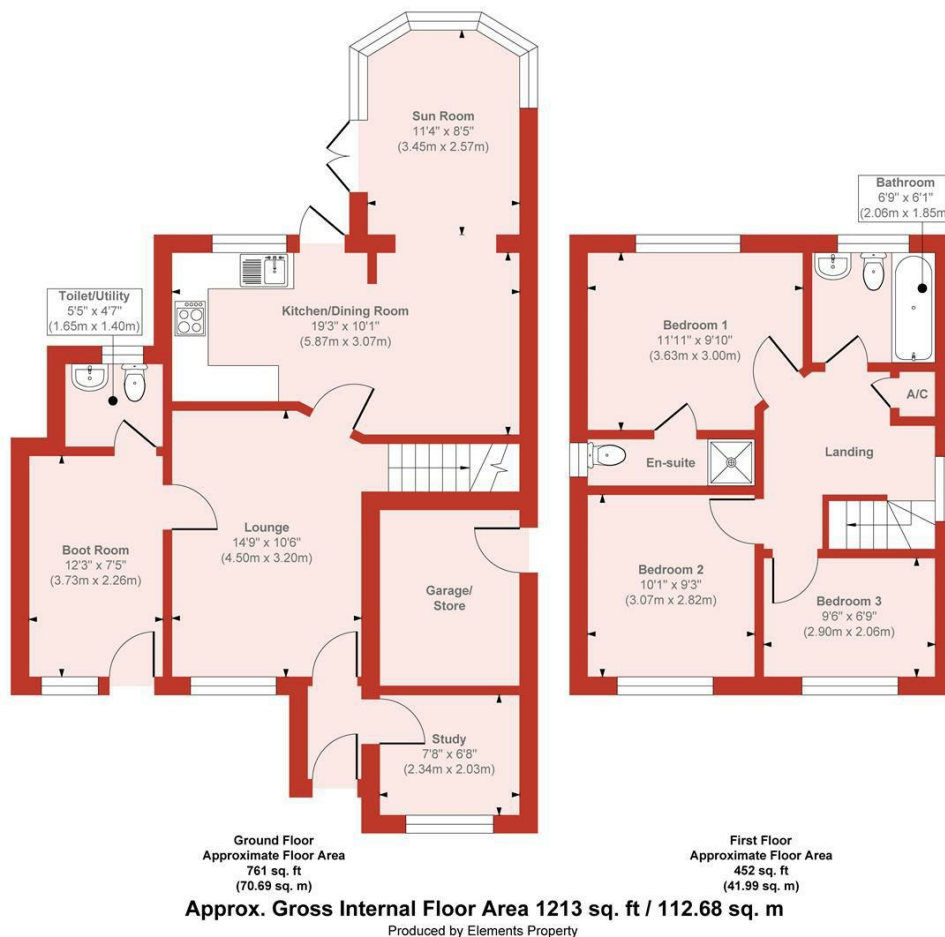 Sun Room
11'4" x 8'5"
(3.45m x 2.57m)
Toilet/Utility
5'5" x 4'7"
(1.65m x 1.40m)
Kitchen/Dining Room
19'3" x 10'1"
(5.87m x 3.07m)
Lounge
14'9" x 10'6"
(4.50m x 3.20m)
Boot Room
12'3" x 7'5"
(3.73m x 2.26m)
Garage/
Store
Study
7'8" x 6'8"
(2.34m x 2.03m)
Ground Floor
Approximate Floor Area
761 sq. ft
(70.69 sq. m)
Bathroom
6'9" x 6'1"
(2.06m x 1.85m
Bedroom 1
11'11" x 9'10"
(3.63m x 3.00m)
A/C
En-suite
Landing
Bedroom 2
10'1" x 9'3"
(3.07m x 2.82m)
Bedroom 3
9'6" x 6'9"
(2.90m x 2.06m)
First Floor
Approximate Floor Area
452 sq. ft
(41.99 sq. m)
Approx. Gross Internal Floor Area 1213 sq. ft / 112.68 sq. m
Produced by Elements Property